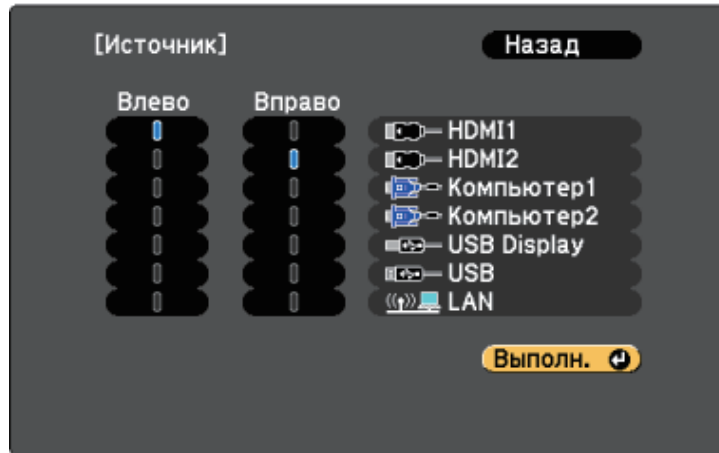 [Источник] Назад
Влево Вправо
HDMI1
HDMI2
Компьютер1
Компьютер2
USB Display
USB
LAN
Выполн.